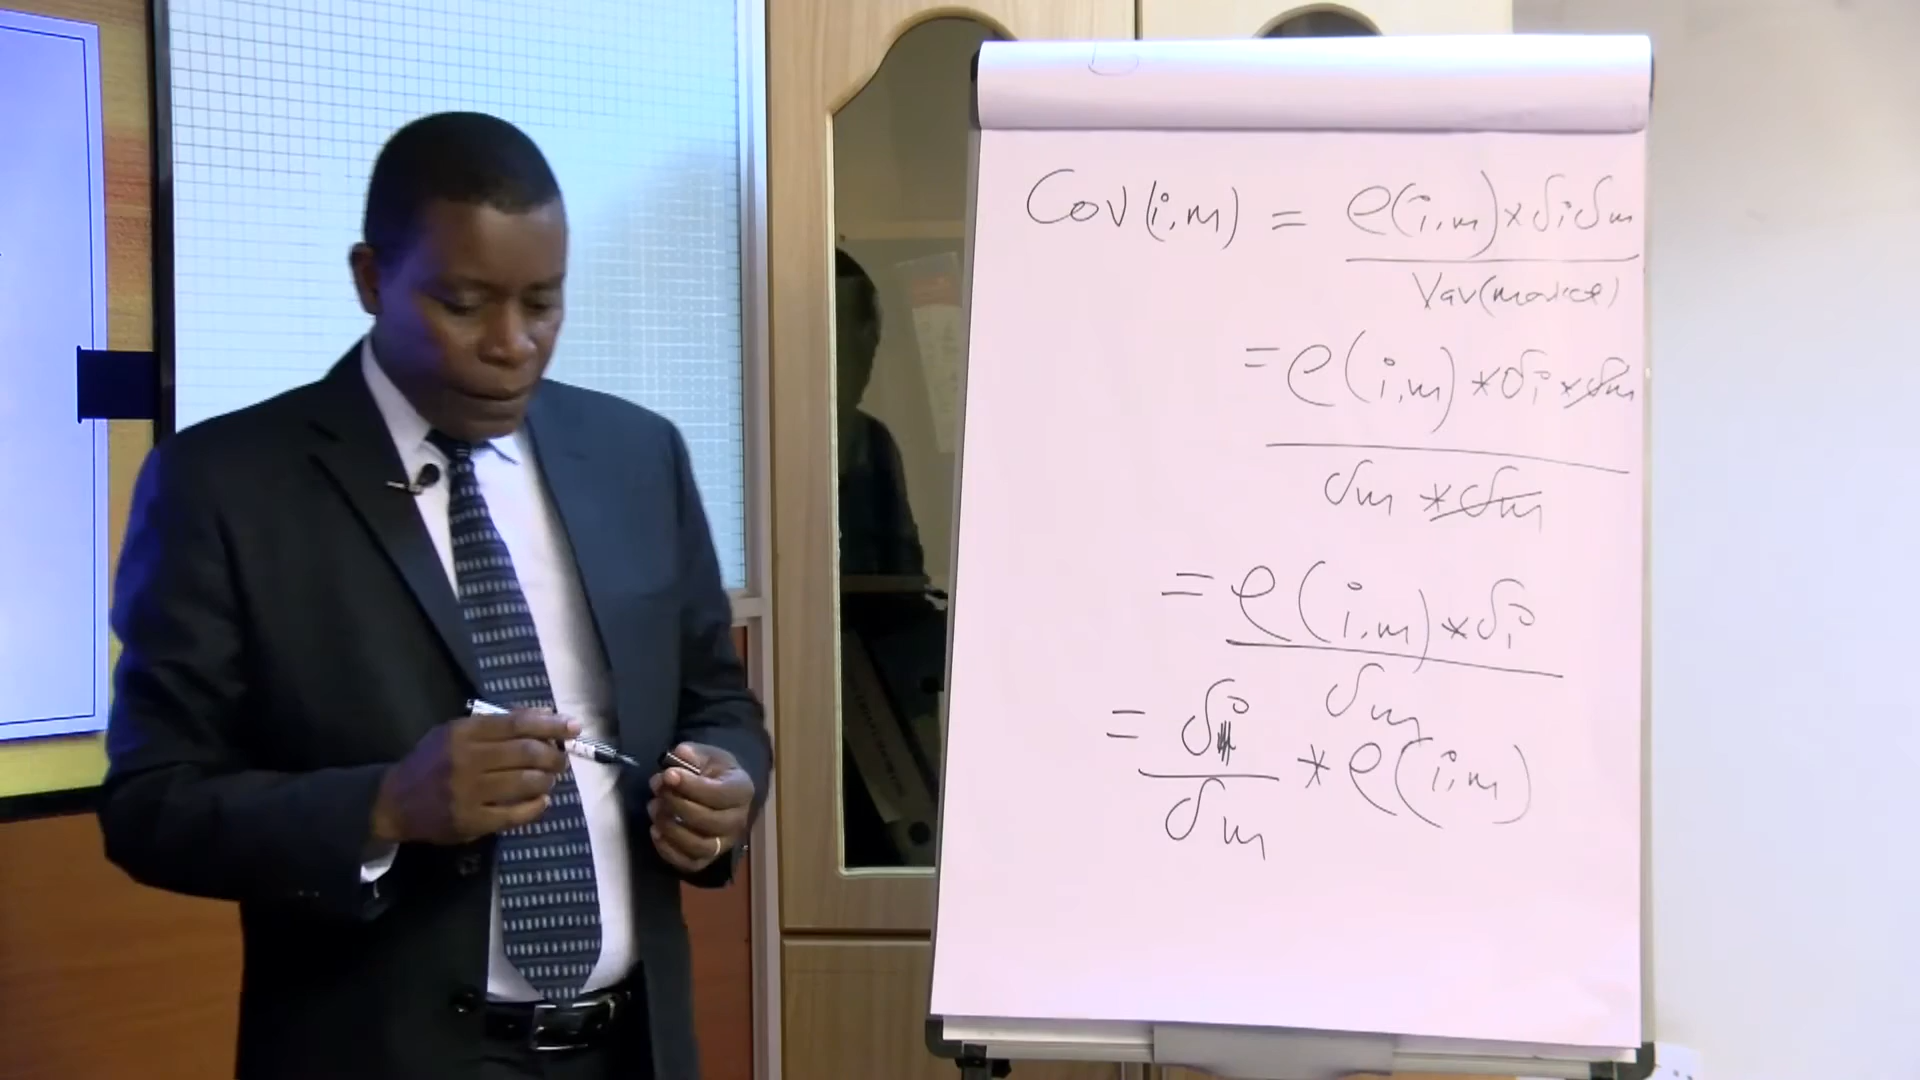 Cov(i,m) = ρ(i,m)*δiδm
Var(market)
= ρ(i,m) * δi * δm
δm * δm
= ρ(i,m) * δi
δm
= δi
δm * ρ(i,m)